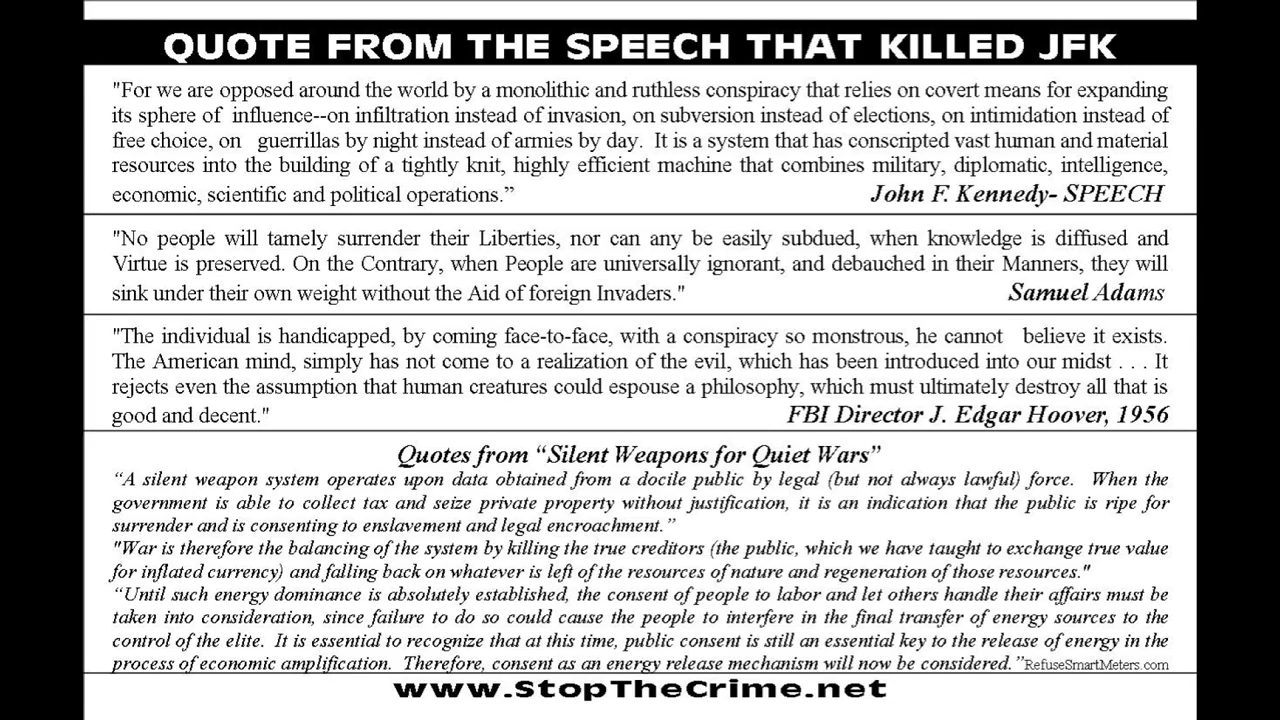 QUOTE FROM THE SPEECH THAT KILLED JFK
"For we are opposed around the world by a monolithic and ruthless conspiracy that relies on covert means for expanding
its sphere of influence--on infiltration instead of invasion, on subversion instead of elections, on intimidation instead of
free choice, on guerrillas by night instead of armies by day. It is a system that has conscripted vast human and material
resources into the building of a tightly knit, highly efficient machine that combines military, diplomatic, intelligence,
economic, scientific and political operations.” John F. Kennedy- SPEECH
"No people will tamely surrender their Liberties, nor can any be easily subdued, when knowledge is diffused and
Virtue is preserved. On the Contrary, when People are universally ignorant, and debauched in their Manners, they will
sink under their own weight without the Aid of foreign Invaders." Samuel Adams
"The individual is handicapped, by coming face-to-face, with a conspiracy so monstrous, he cannot believe it exists.
The American mind, simply has not come to a realization of the evil, which has been introduced into our midst . . . It
rejects even the assumption that human creatures could espouse a philosophy, which must ultimately destroy all that is
good and decent." FBI Director J. Edgar Hoover, 1956
Quotes from “Silent Weapons for Quiet Wars”
“A silent weapon system operates upon data obtained from a docile public by legal (but not always lawful) force. When the
government is able to collect tax and seize private property without justification, it is an indication that the public is ripe for
surrender and is consenting to enslavement and legal encroachment.”
"War is therefore the balancing of the system by killing the true creditors (the public, which we have taught to exchange true value
for inflated currency) and falling back on whatever is left of the resources of nature and regeneration of those resources."
“Until such energy dominance is absolutely established, the consent of people to labor and let others handle their affairs must be
taken into consideration, since failure to do so could cause the people to interfere in the final transfer of energy sources to the
control of the elite. It is essential to recognize that at this time, public consent is still an essential key to the release of energy in the
process of economic amplification. Therefore, consent as an energy release mechanism will now be considered.”RefuseSmartMeters.com
www.StopTheCrime.net